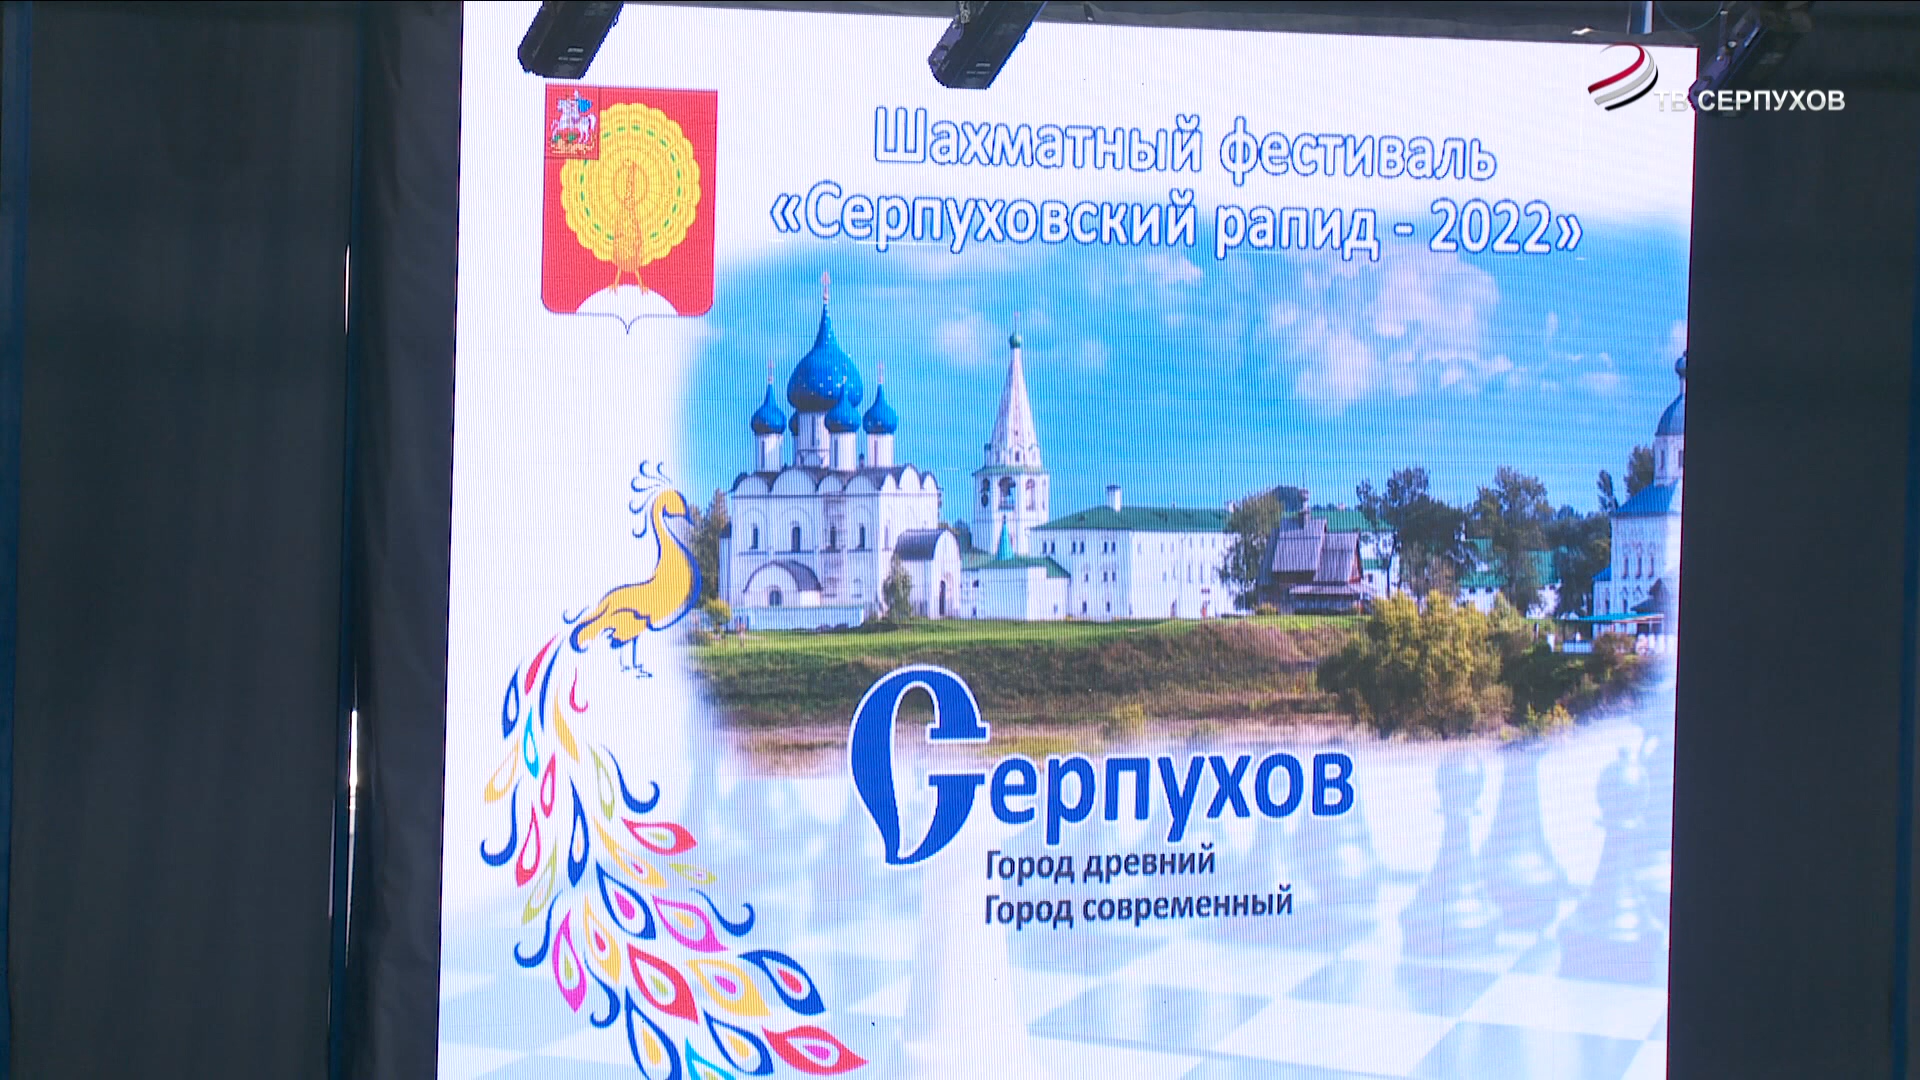 ТВ СЕРПУХОВ
Шахматный фестиваль
«Серпуховский рапид - 2022»
Серпухов
Город древний
Город современный